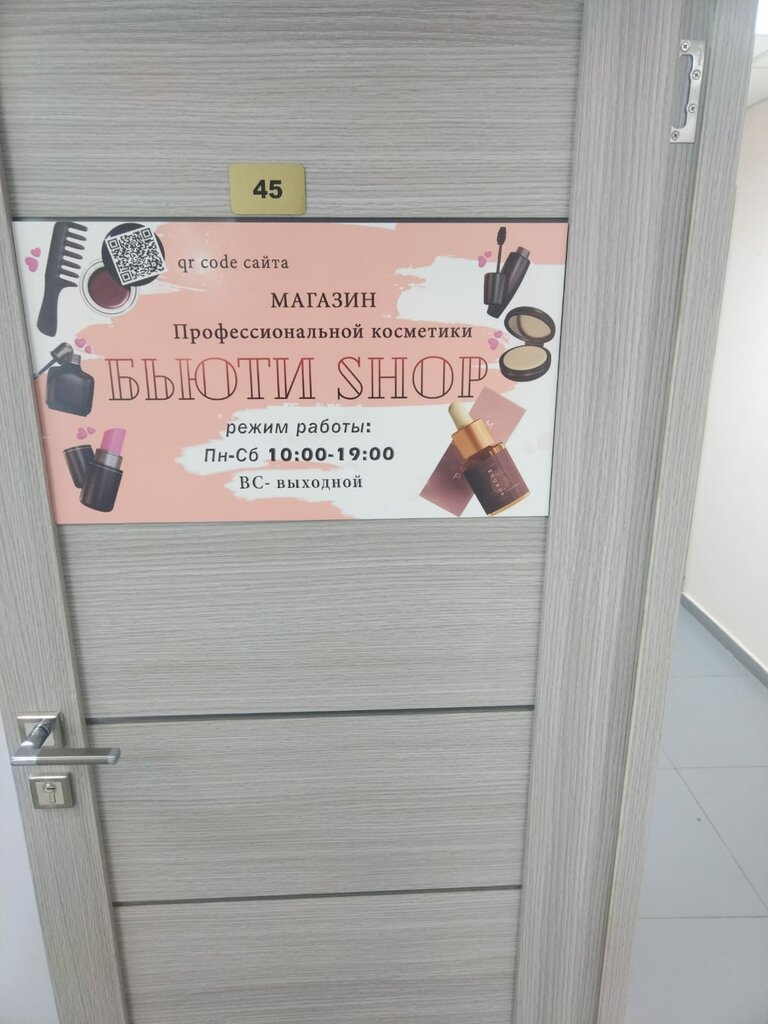 45
qr code сайта
МАГАЗИН
Профессиональной косметики
БЬЮТИ SHOP
режим работы:
Пн-Сб 10:00-19:00
ВС- выходной